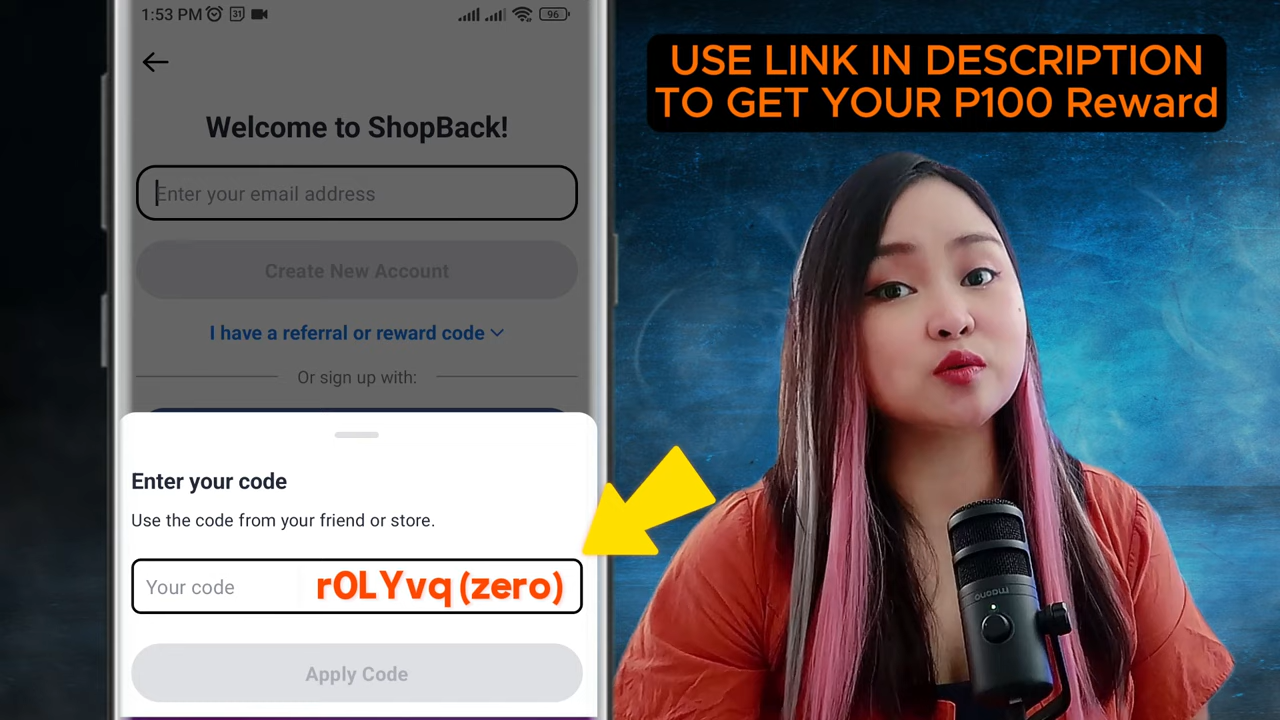 1:53 PM
31
96
USE LINK IN DESCRIPTION
TO GET YOUR P100 Reward
Welcome to ShopBack!
Enter your email address
Create New Account
I have a referral or reward code
Or sign up with:
Enter your code
Use the code from your friend or store.
Your code
r0LYvq (zero)
Apply Code
maono